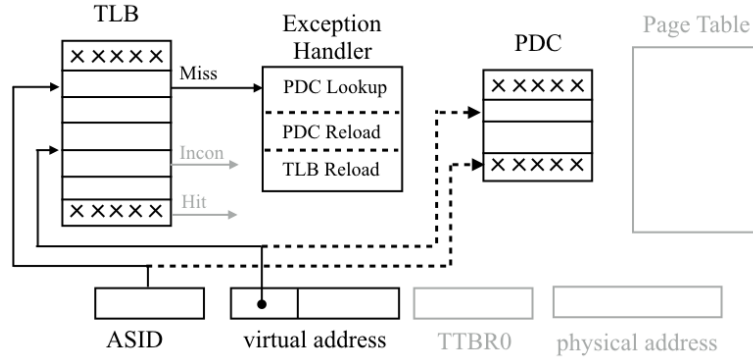 TLB
Exception
Handler
PDC
Page Table
×××××
Miss
PDC Lookup
×××××
PDC Reload
Incon
TLB Reload
×××××
Hit
×××××
ASID
virtual address
TTBR0
physical address